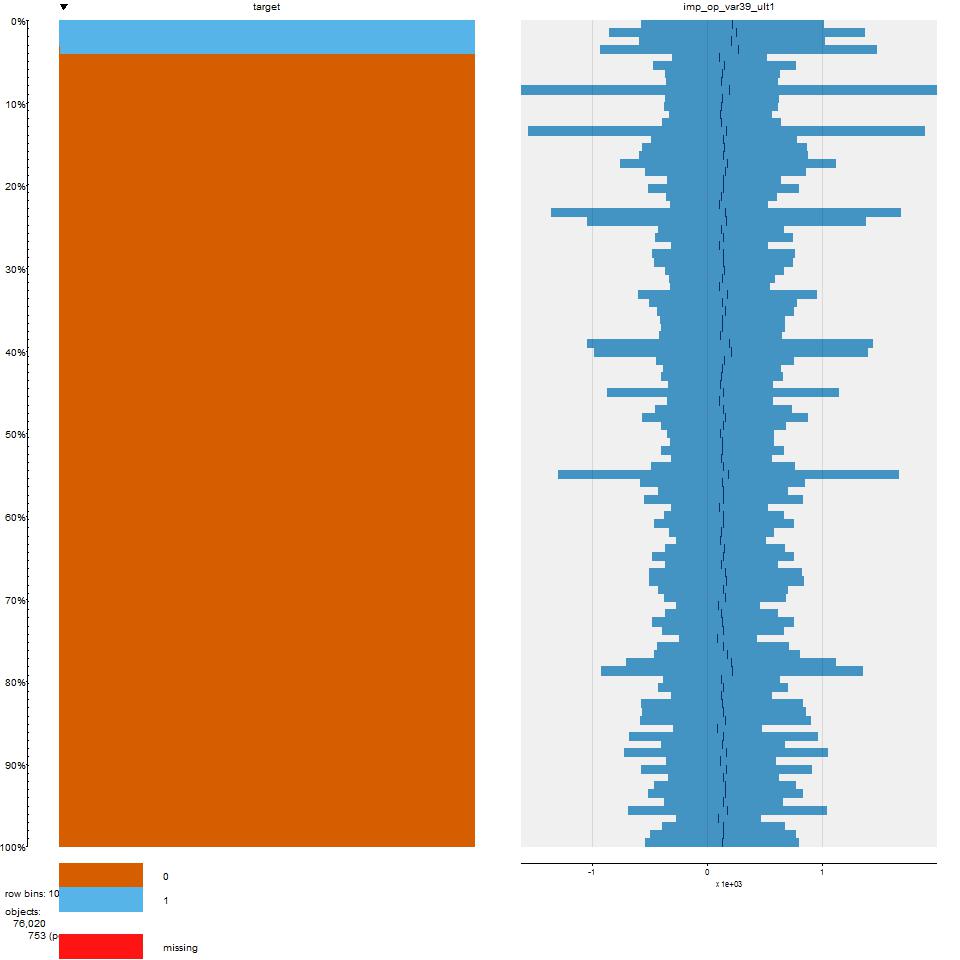 target
imp_op_var39_ult1
0%
10%
20%
30%
40%
50%
60%
70%
80%
90%
100%
-1
0
1
x 1e+03
0
row bins: 10
1
objects:
76,020
753 (p
missing